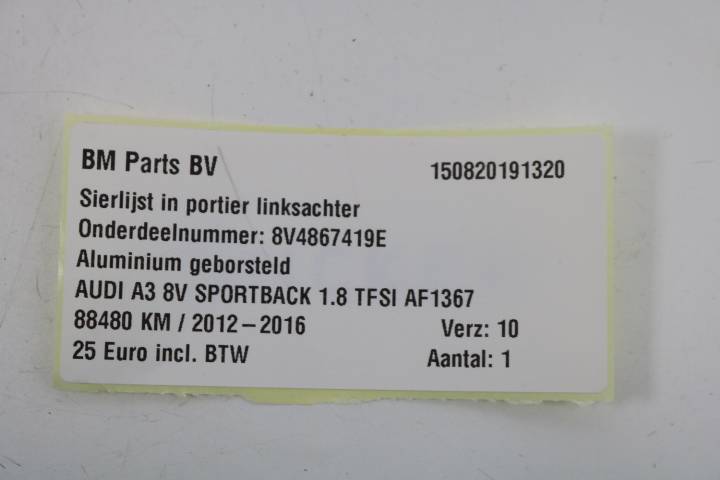 BM Parts BV 150820191320
Sierlijst in portier linksachter
Onderdeelnummer: 8V4867419E
Aluminium geborsteld
AUDI A3 8V SPORTBACK 1.8 TFSI AF1367
88480 KM / 2012-2016 Verz: 10
25 Euro incl. BTW Aantal: 1